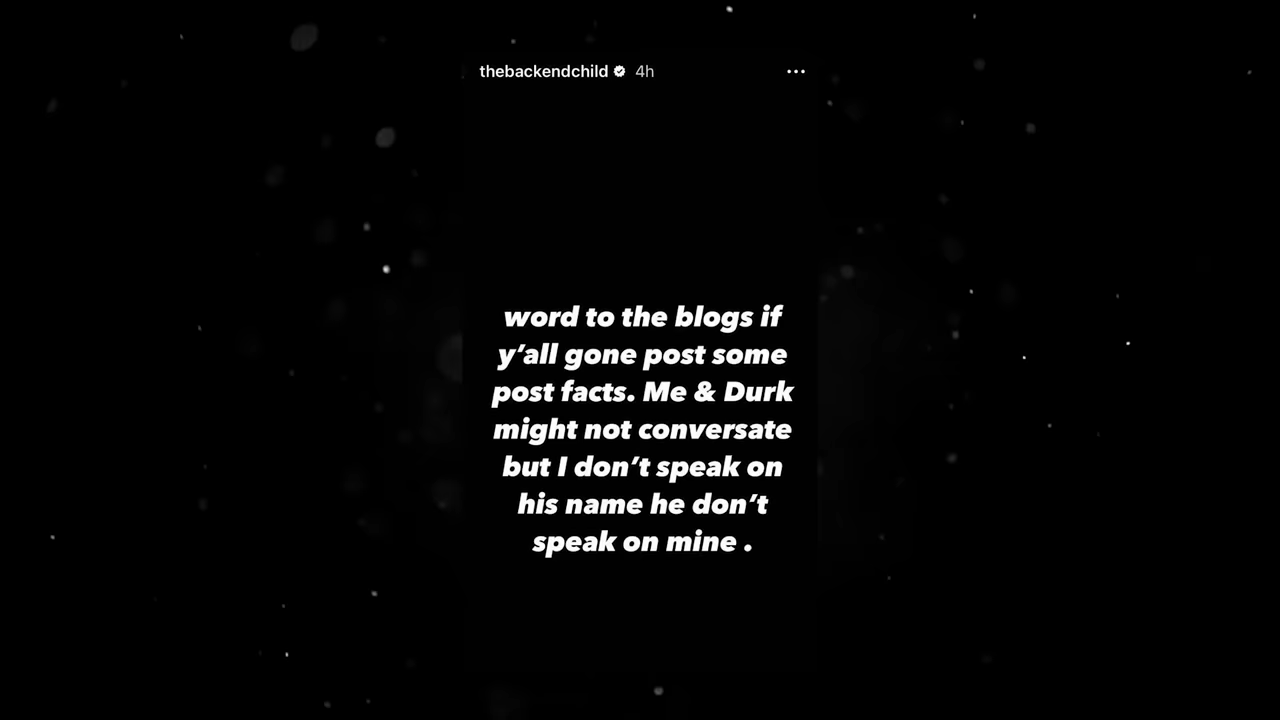 thebackendchild 4h
word to the blogs if
y’all gone post some
post facts. Me & Durk
might not conversate
but I don’t speak on
his name he don’t
speak on mine .